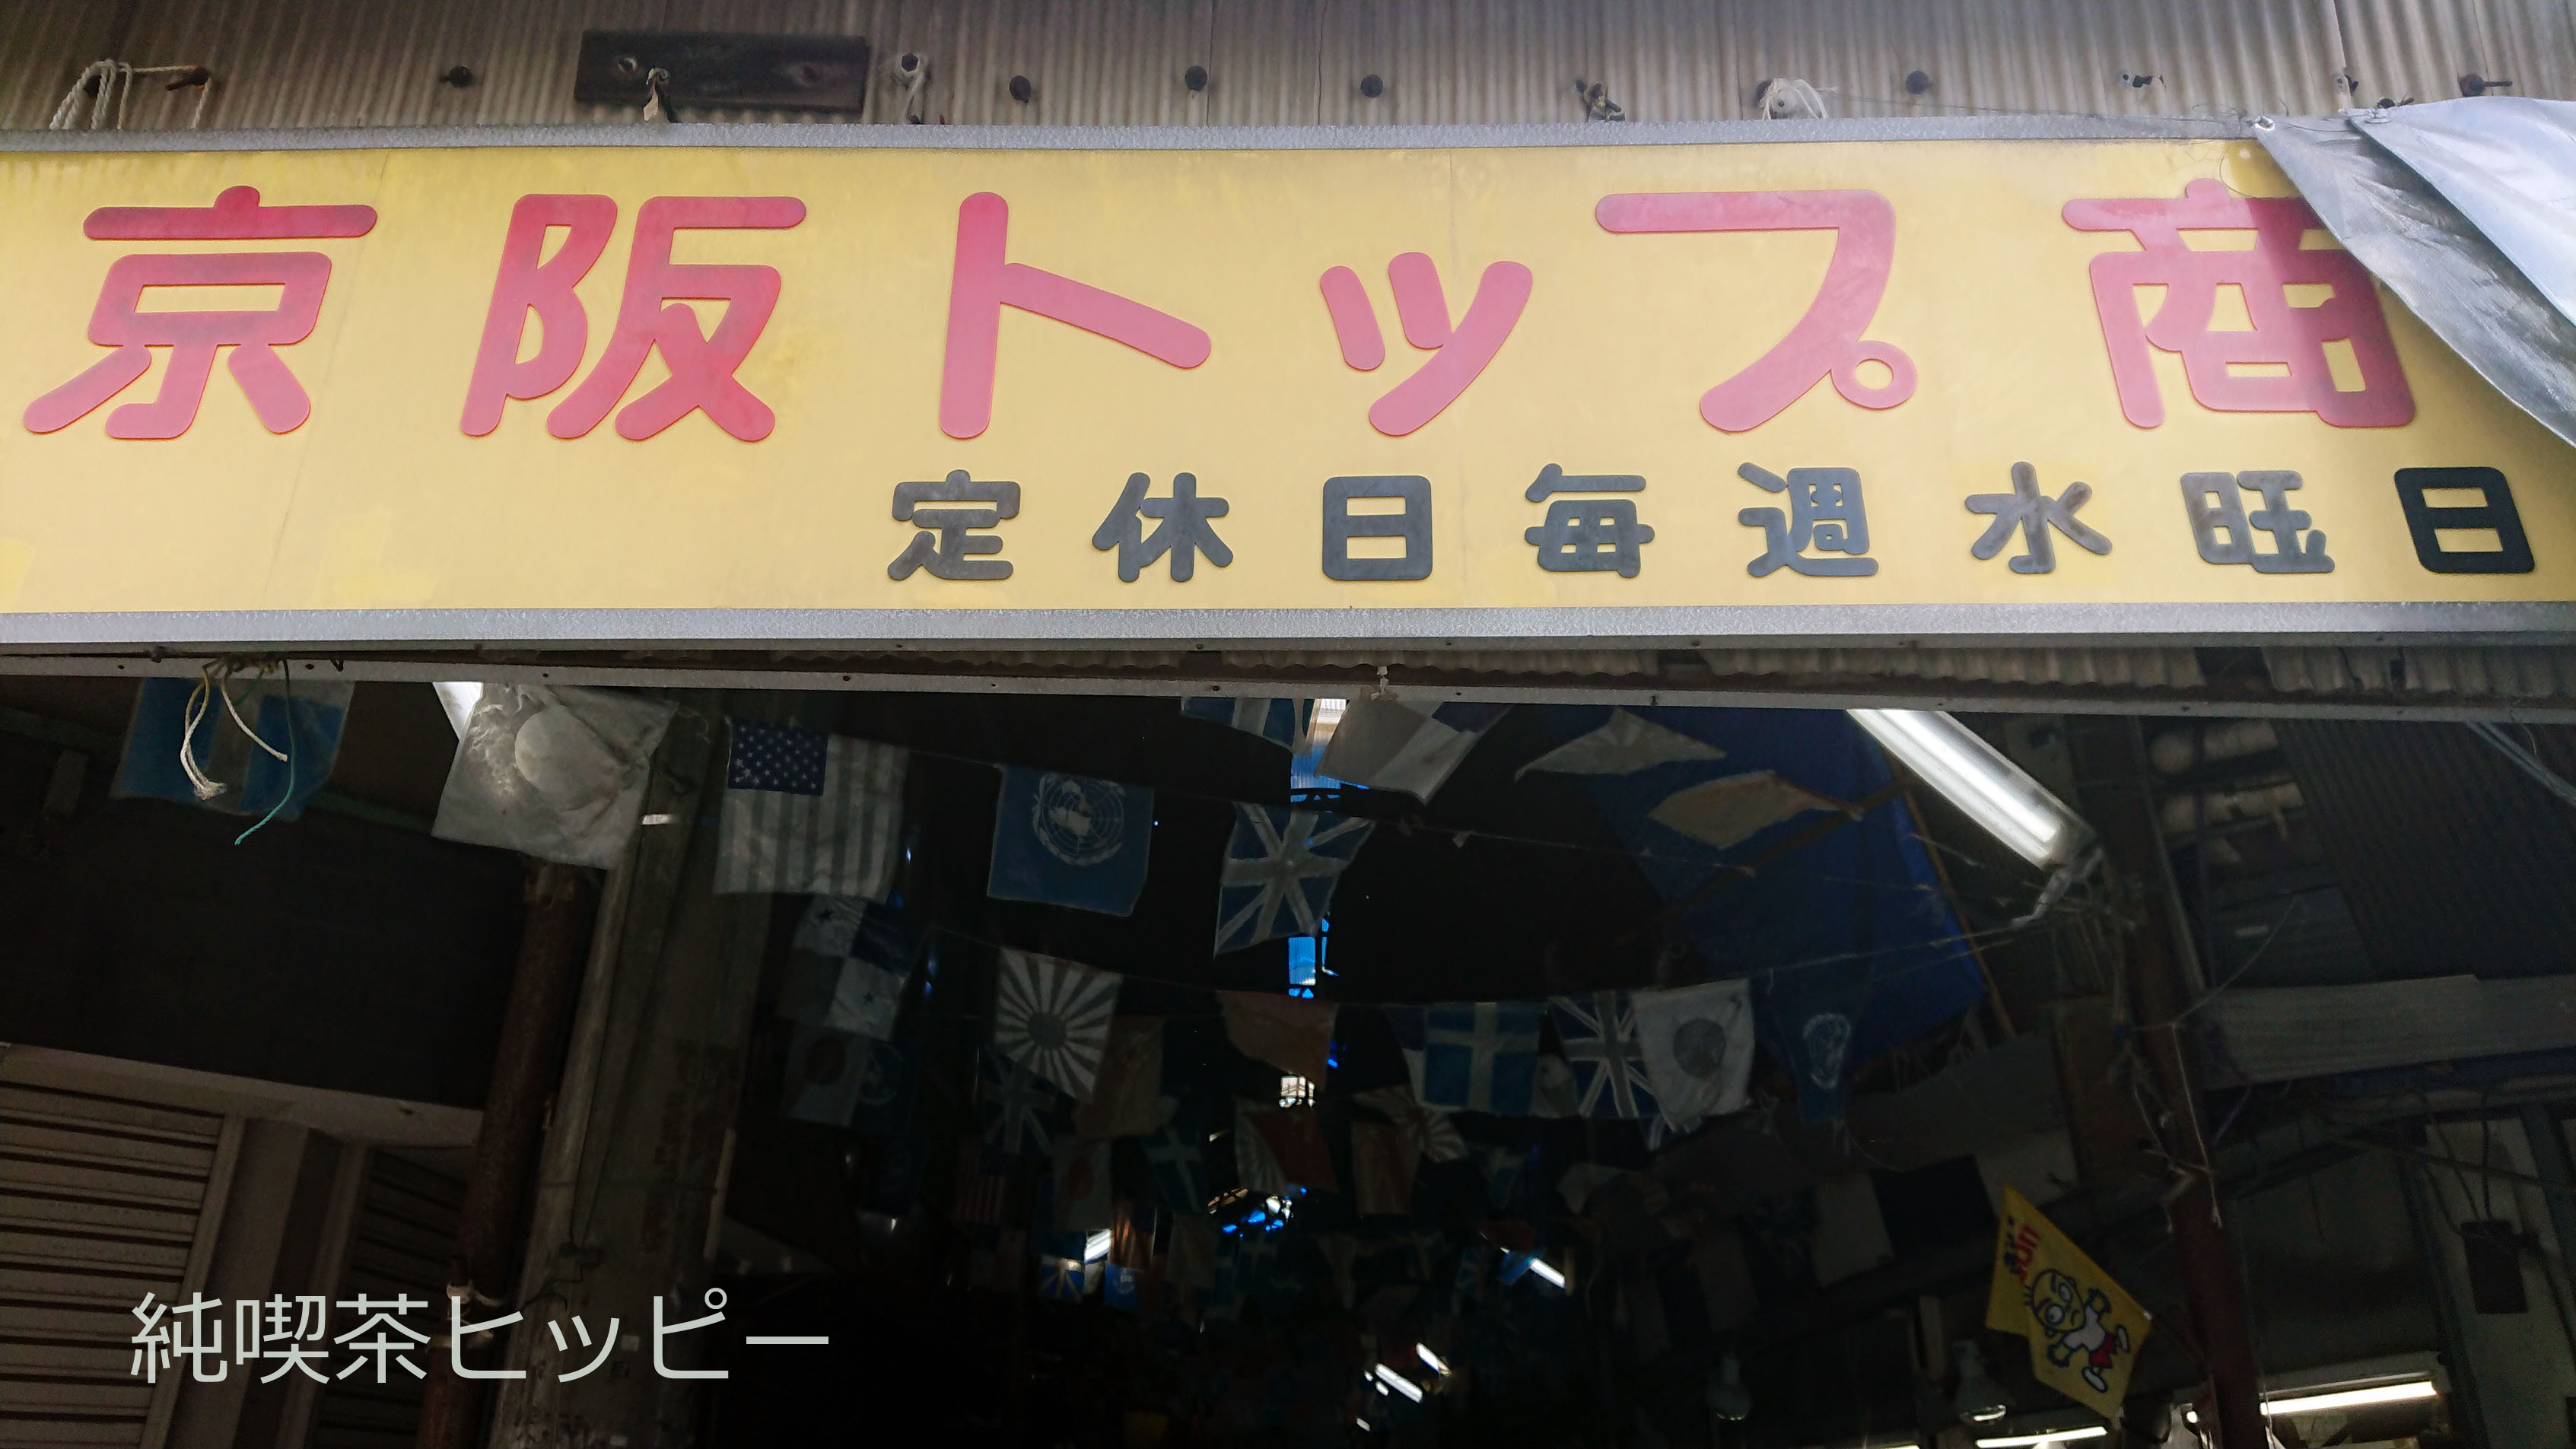 京阪トップ商
定休日毎週水旺日
純喫茶ヒッピー